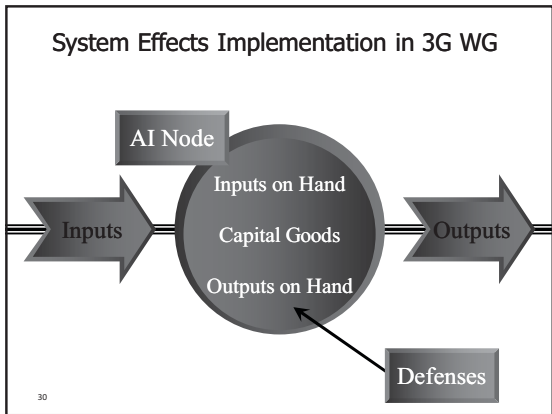 System Effects Implementation in 3G WG
AI Node
Inputs on Hand
Inputs
Capital Goods
Outputs
Outputs on Hand
Defenses
30